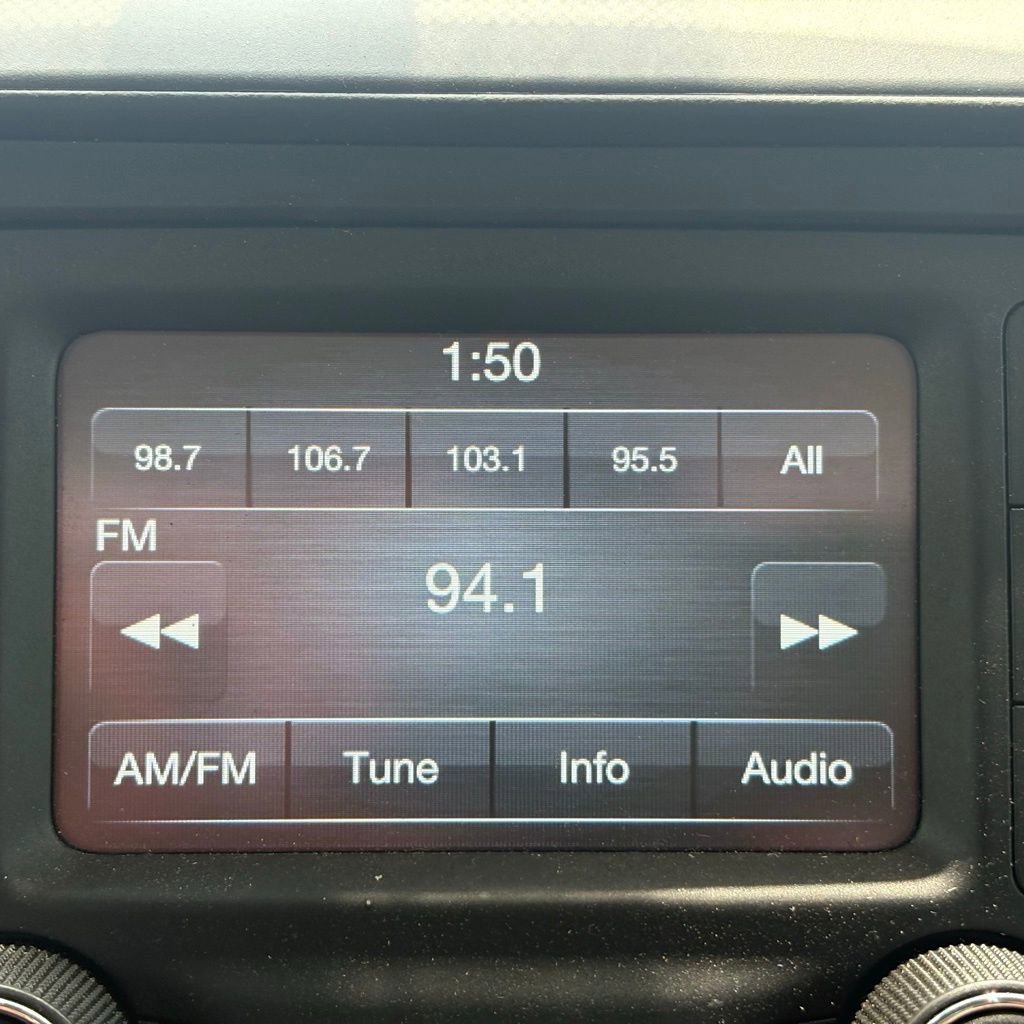 1:50
98.7 106.7 103.1 95.5 All
FM
94.1
AM/FM Tune Info Audio